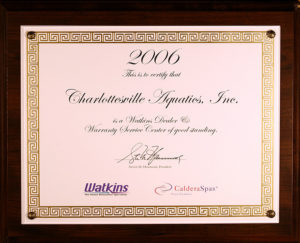 2006
This is to certify that
Charlottesville Aquatics, Inc.
is a Watkins Dealer &
Warranty Service Center of good standing.
Watkins
CalderaSpas